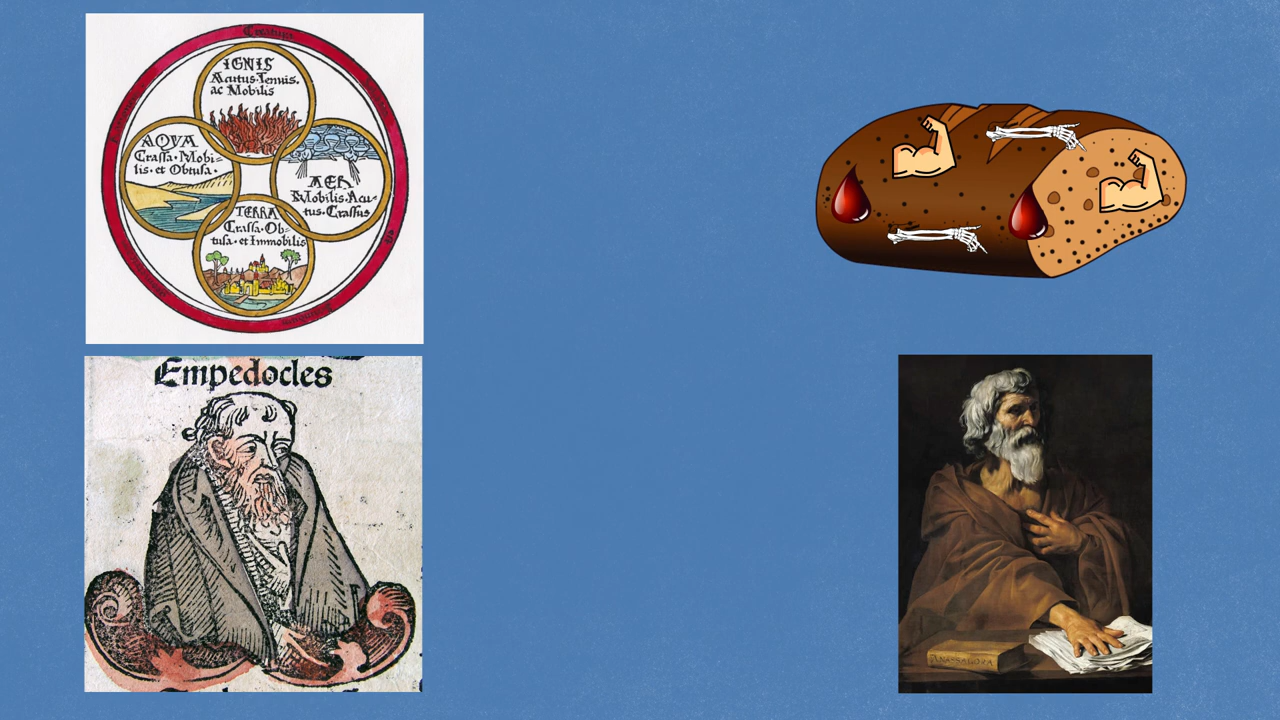 Creatura
IGNIS
Acutus·Tenuis.
ac Mobilis
AQVA
Crassa·Mobi=
lis·et Obtusa·
AER
Mobilis·Acu-
tus·Crassus
TERRA
Crassa·Ob=
tusa·et Immobilis
Empedocles